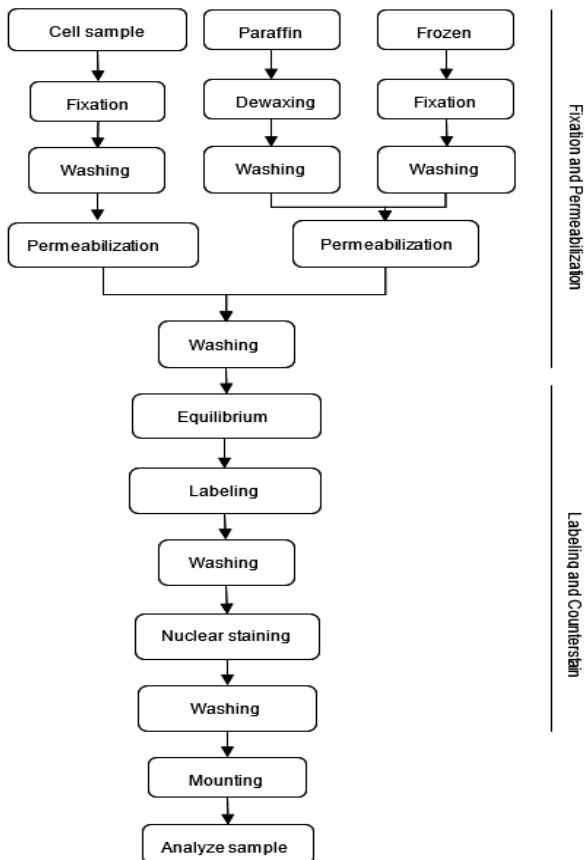 Cell sample
Paraffin
Frozen
Fixation
Dewaxing
Fixation
Washing
Washing
Washing
Permeabilization
Permeabilization
Washing
Equilibrium
Labeling
Washing
Nuclear staining
Washing
Mounting
Analyze sample
Fixation and Permeabilization
Labeling and Counterstain